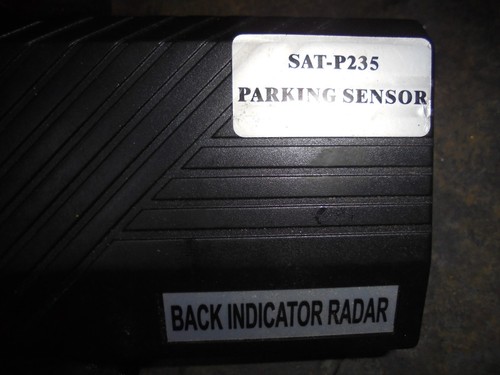 SAT-P235
PARKING SENSOR
BACK INDICATOR RADAR